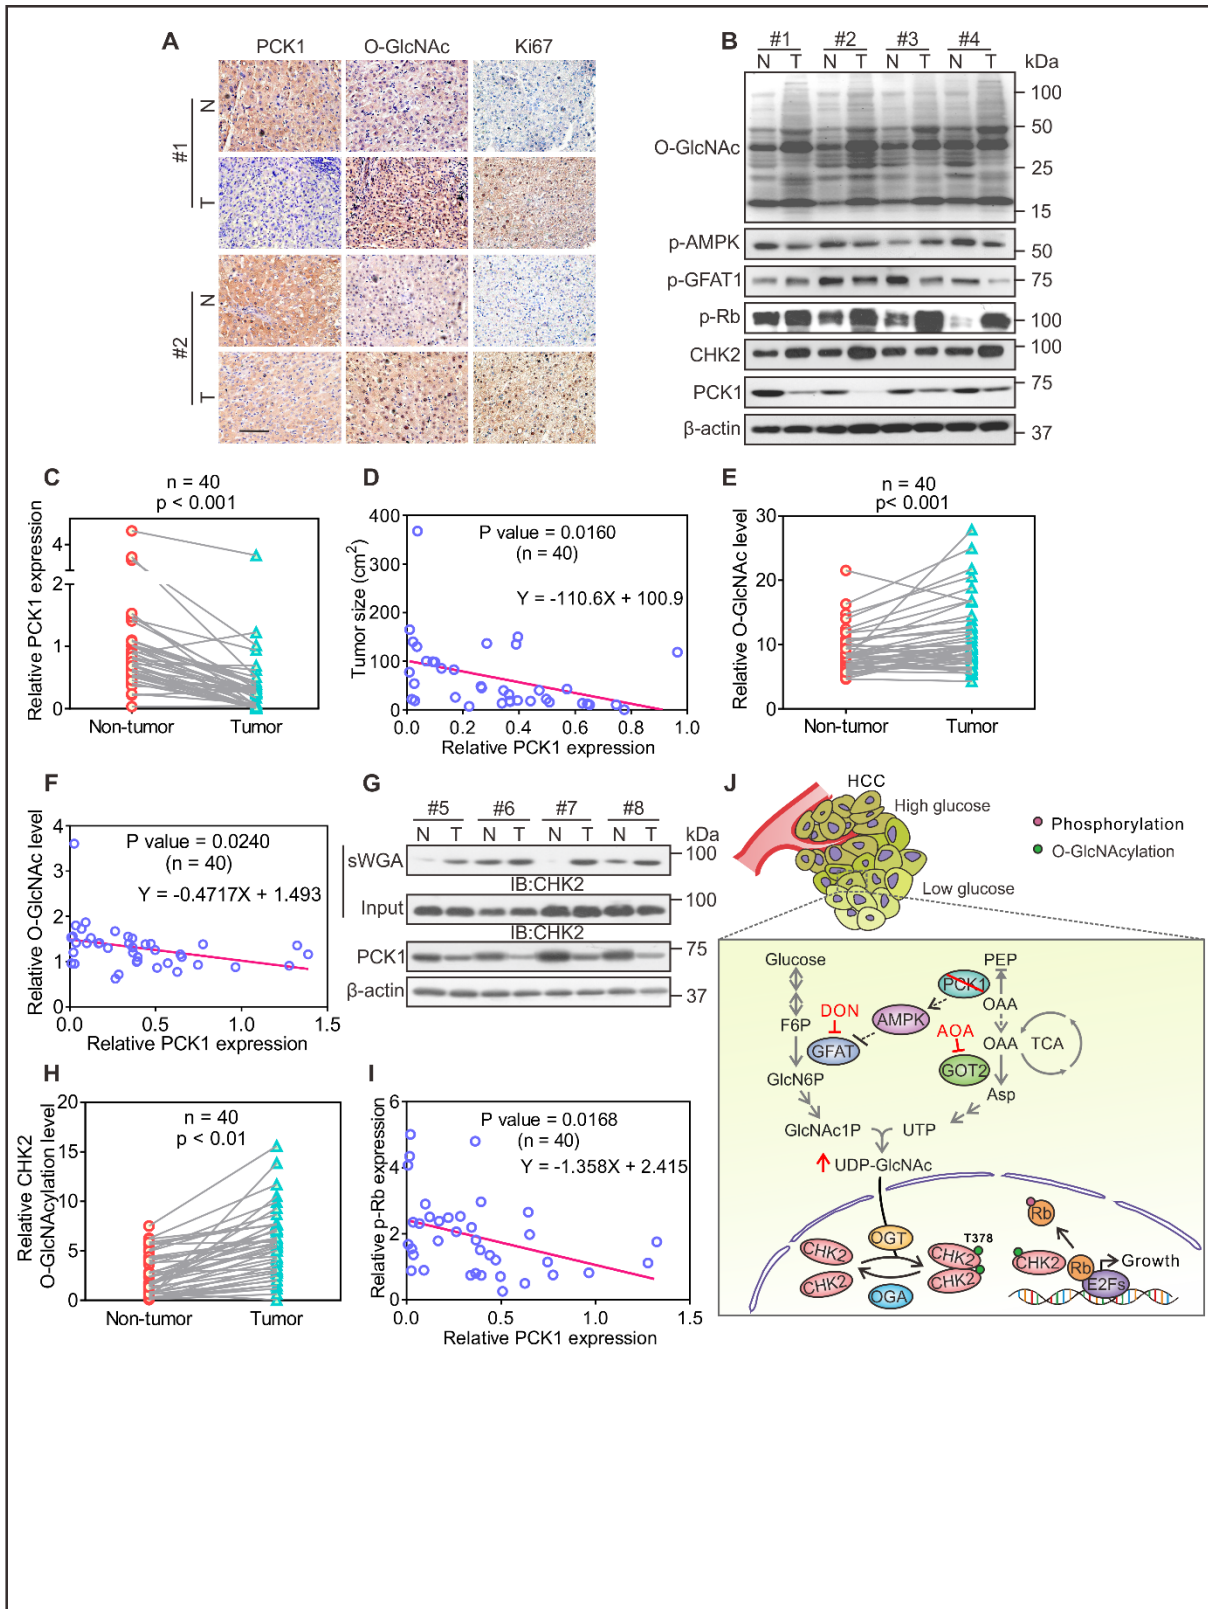 A
PCK1
O-GlcNAc
Ki67
#1
N
T
#2
N
T
B
#1
#2
#3
#4
N T N T N T N T
kDa
O-GlcNAc
100
50
25
15
p-AMPK
50
p-GFAT1
75
p-Rb
100
CHK2
100
PCK1
75
β-actin
37
C
n = 40
p < 0.001
Relative PCK1 expression
4
2
1
0
Non-tumor
Tumor
D
P value = 0.0160
(n = 40)
Y = -110.6X + 100.9
Tumor size (cm²)
400
300
200
100
0
0.0 0.2 0.4 0.6 0.8 1.0
Relative PCK1 expression
E
n = 40
p< 0.001
Relative O-GlcNAc level
30
20
10
0
Non-tumor
Tumor
F
P value = 0.0240
(n = 40)
Y = -0.4717X + 1.493
Relative O-GlcNAc level
4
3
2
1
0
0.0 0.5 1.0 1.5
Relative PCK1 expression
G
#5
#6
#7
#8
N T N T N T N T
kDa
sWGA
100
IB:CHK2
Input
100
IB:CHK2
PCK1
75
β-actin
37
H
n = 40
p < 0.01
Relative CHK2
O-GlcNAcylation level
20
15
10
5
0
Non-tumor
Tumor
I
P value = 0.0168
(n = 40)
Y = -1.358X + 2.415
Relative p-Rb expression
6
4
2
0
0.0 0.5 1.0 1.5
Relative PCK1 expression
J
HCC
High glucose
Low glucose
Phosphorylation
O-GlcNAcylation
Glucose
PEP
PCK1
OAA
DON
AMPK
F6P
AOA
OAA
TCA
GFAT
GOT2
GlcN6P
Asp
GlcNAc1P
UTP
UDP-GlcNAc
Rb
OGT
T378
CHK2
CHK2
CHK2
CHK2
OGA
CHK2
Rb
E2Fs
Growth